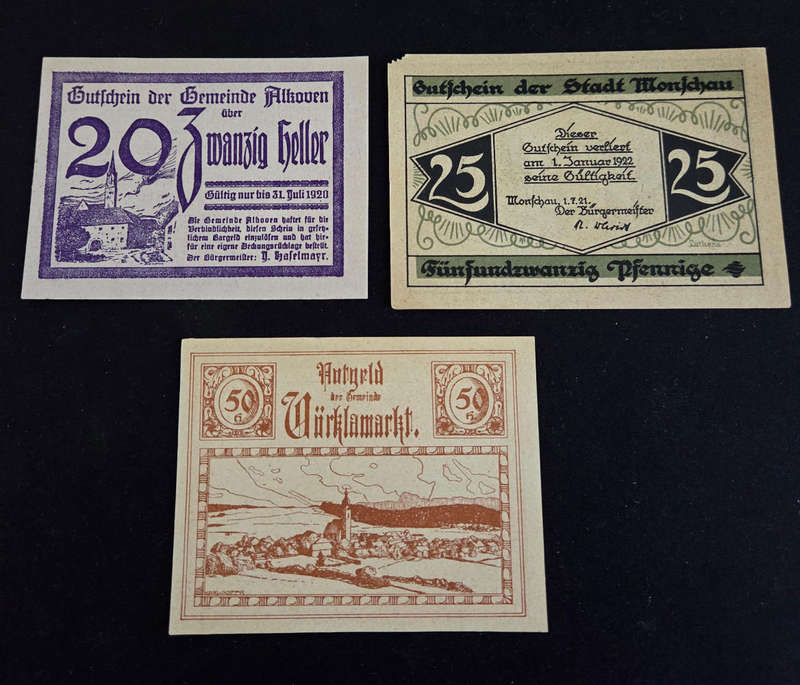 Gutschein der Gemeinde Alkoven
über
20 Zwanzig Heller
Gültig nur bis 31. Juli 1920
Die Gemeinde Alkoven haftet für die
Verbindlichkeit, diesen Schein in gesetz-
lichem Bargeld einzulösen und hat hie-
für eine eigene Deckungsrücklage bestellt.
Der Bürgermeister: D. Haselmayr.
Gutschein der Stadt Monschau
25
Dieser
Gutschein verliert
am 1. Januar 1922
seine Gültigkeit.
25
Monschau, 1.7.21.
Der Bürgermeister
Fünfundzwanzig Pfennige
50
H.
Notgeld
der Gemeinde
Vörklamarkt.
50
H.